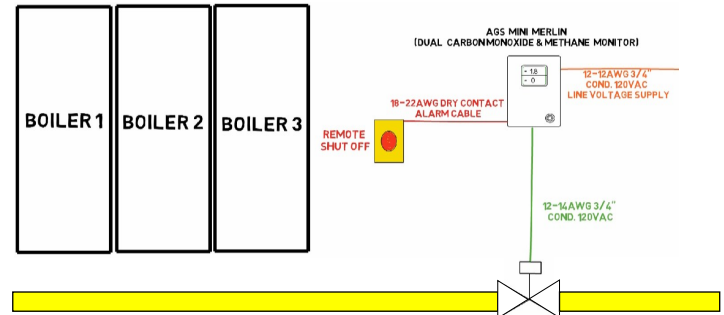 AGS MINI MERLIN
(DUAL CARBONMONOXIDE & METHANE MONITOR)
BOILER 1
BOILER 2
BOILER 3
- 1.8
- 0
12-12AWG 3/4"
COND. 120VAC
LINE VOLTAGE SUPPLY
18-22AWG DRY CONTACT
ALARM CABLE
REMOTE
SHUT OFF
12-14AWG 3/4"
COND. 120VAC